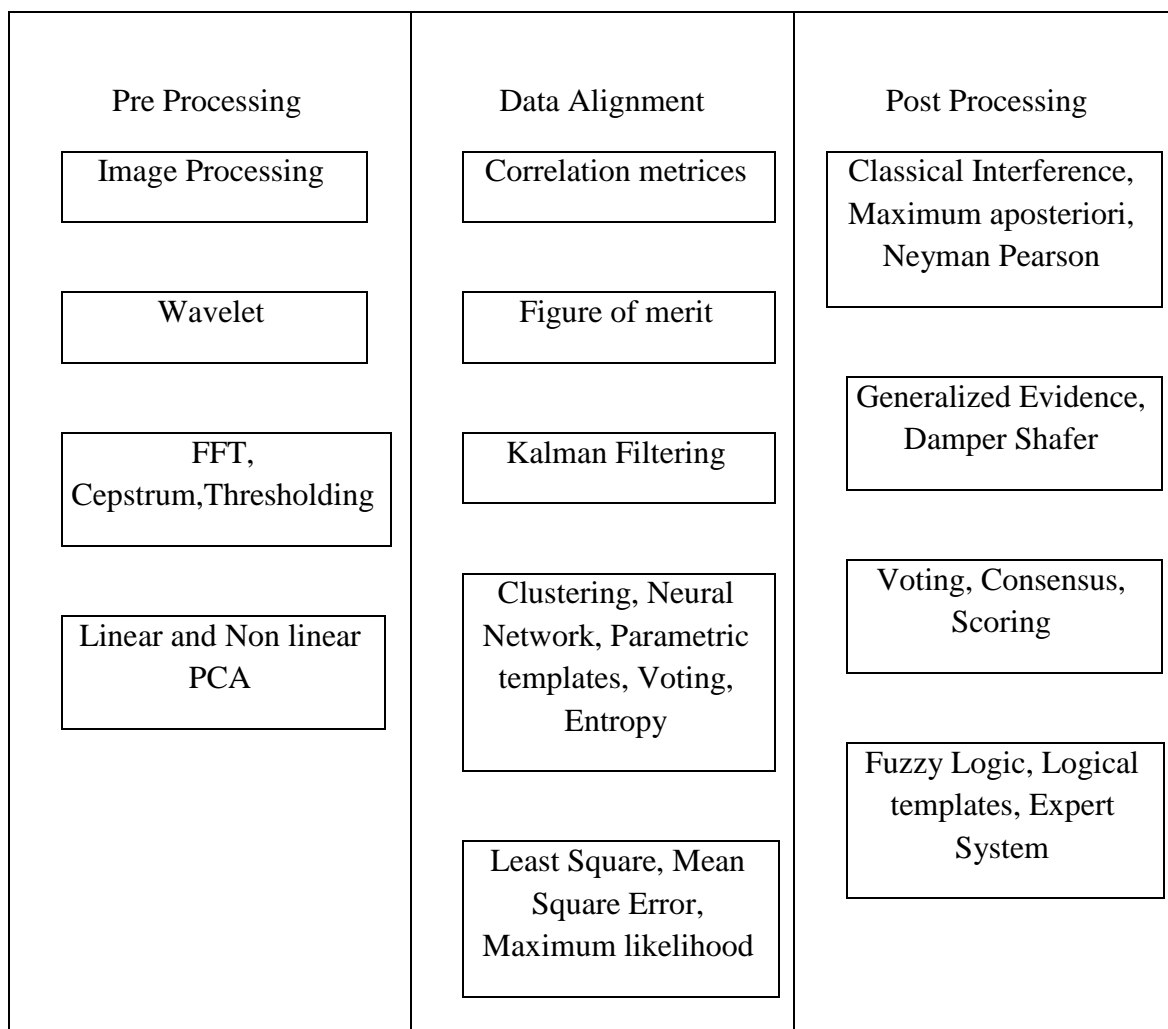 Pre Processing
Image Processing
Wavelet
FFT,
Cepstrum,Thresholding
Linear and Non linear
PCA
Data Alignment
Correlation metrices
Figure of merit
Kalman Filtering
Clustering, Neural
Network, Parametric
templates, Voting,
Entropy
Least Square, Mean
Square Error,
Maximum likelihood
Post Processing
Classical Interference,
Maximum aposteriori,
Neyman Pearson
Generalized Evidence,
Damper Shafer
Voting, Consensus,
Scoring
Fuzzy Logic, Logical
templates, Expert
System